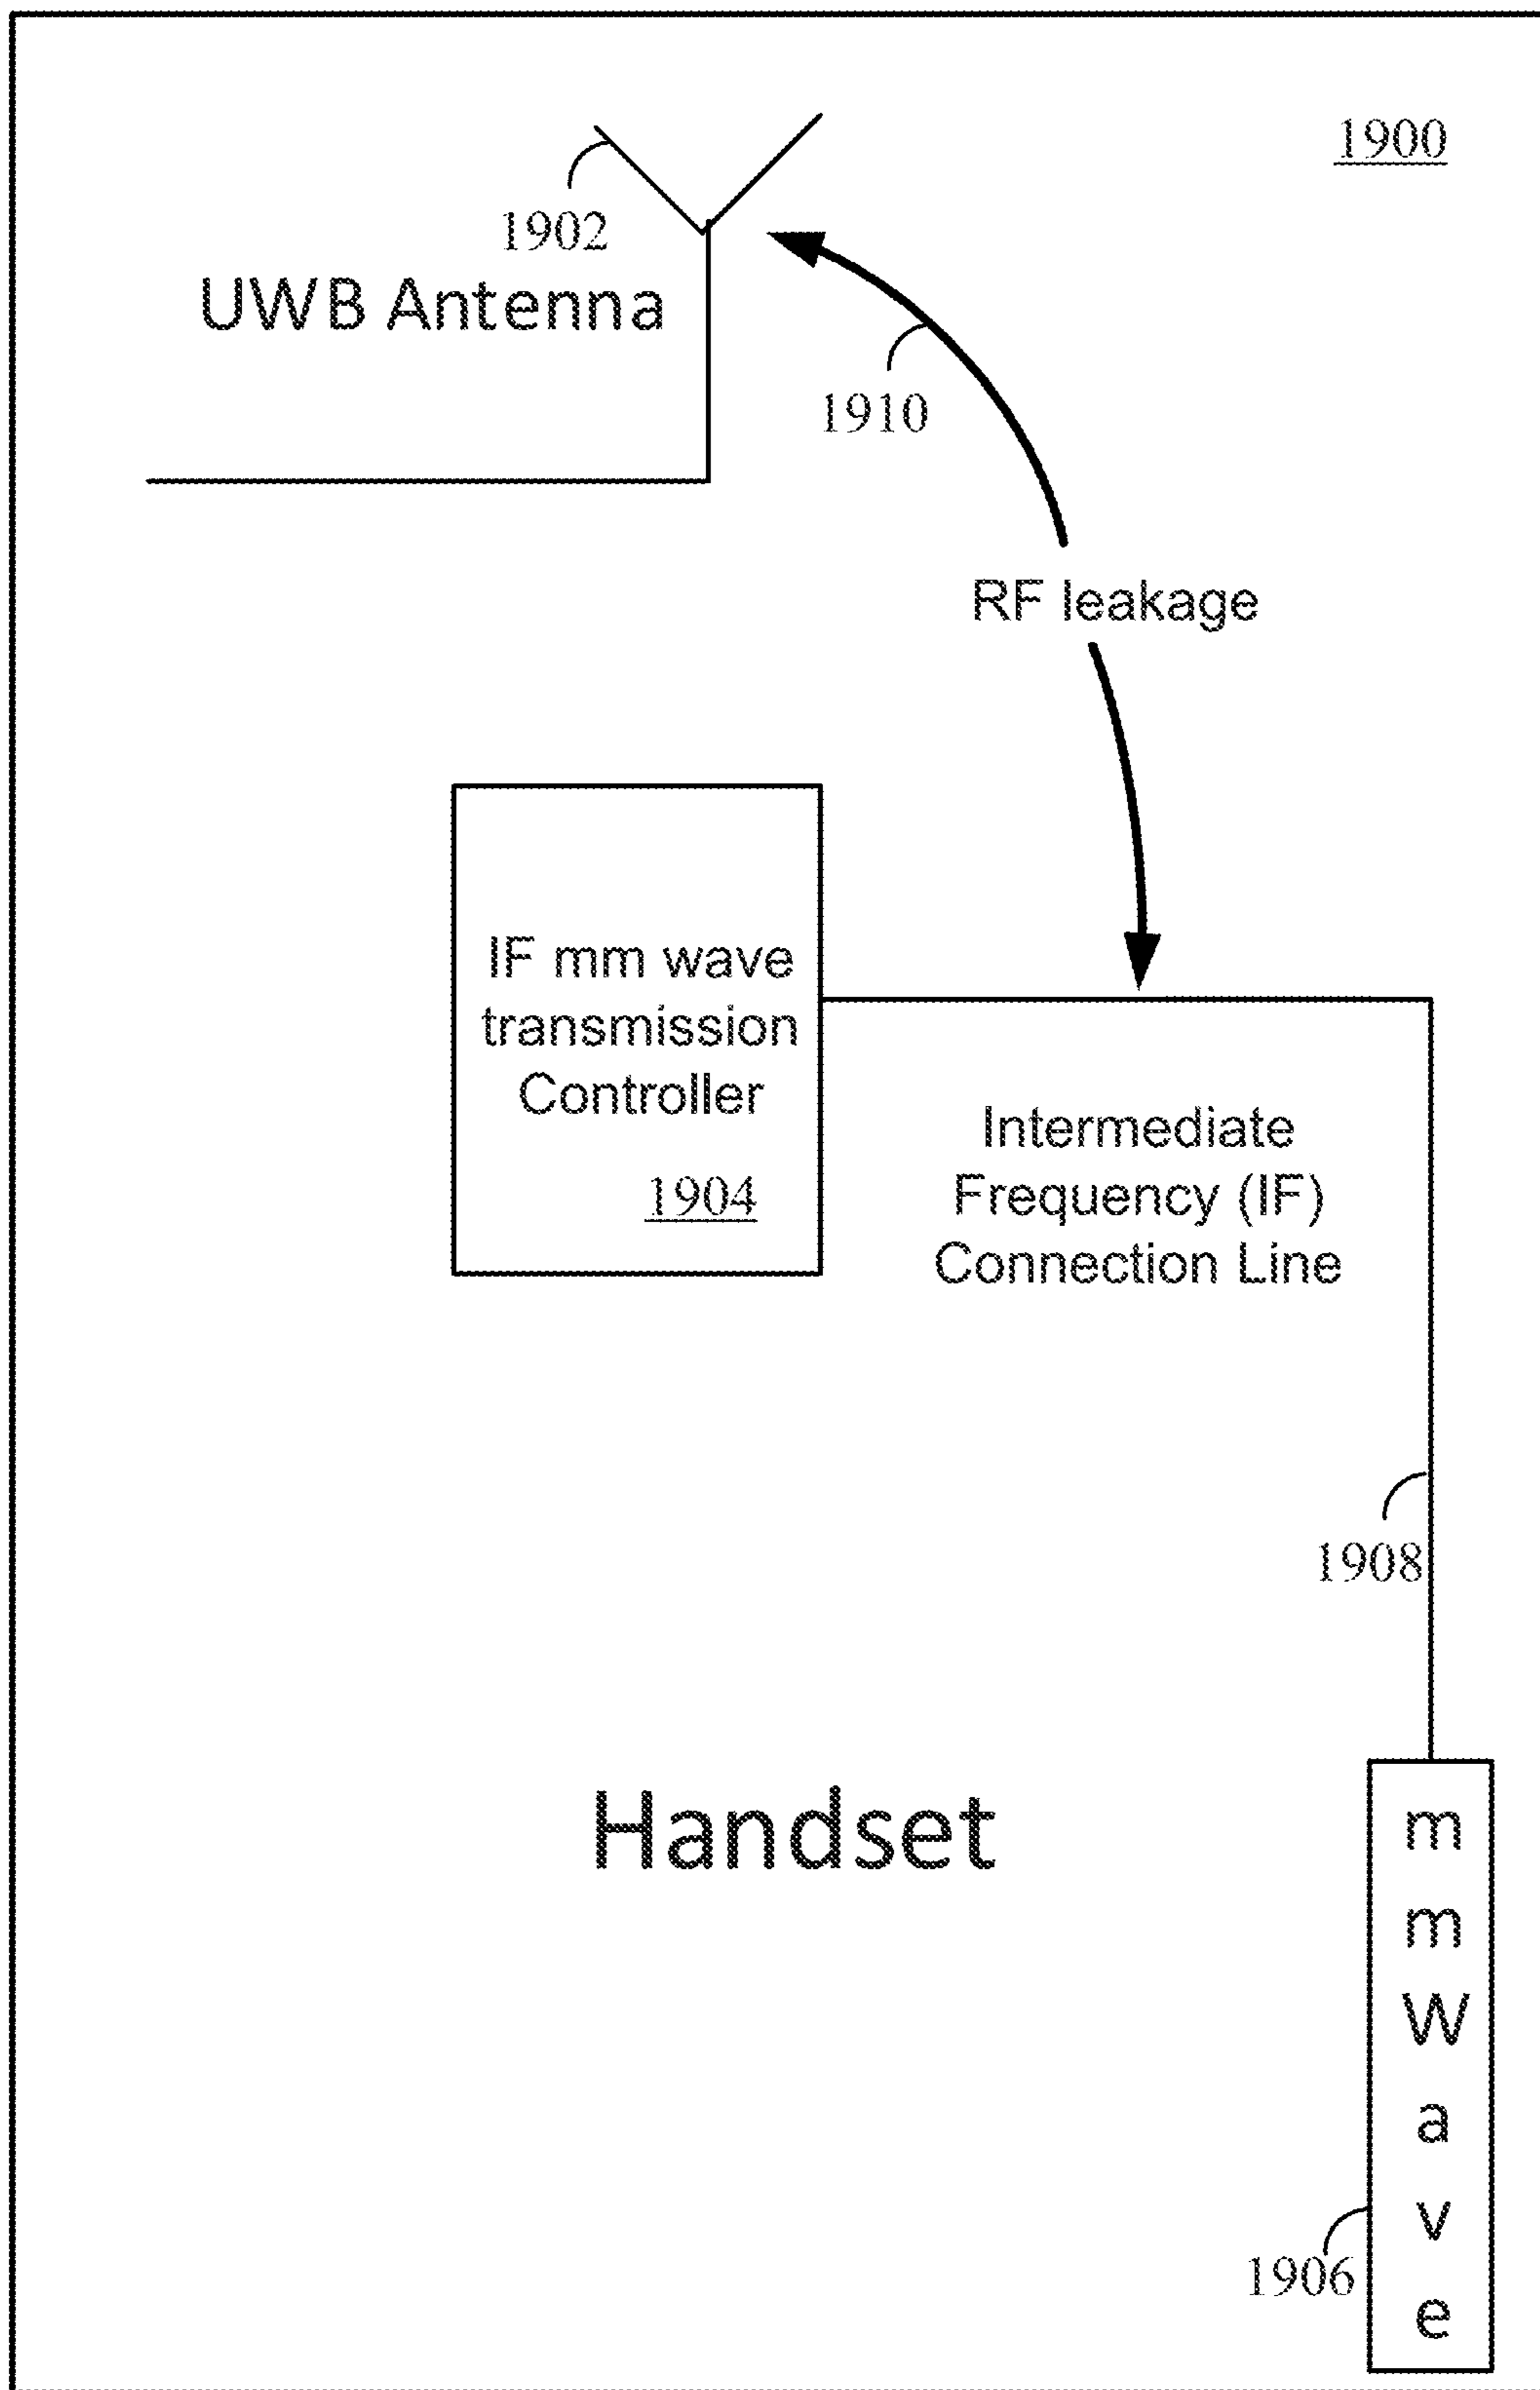 1900
1902
UWB Antenna
1910
RF leakage
IF mm wave
transmission
Controller
1904
Intermediate
Frequency (IF)
Connection Line
1908
Handset
mmWave
1906